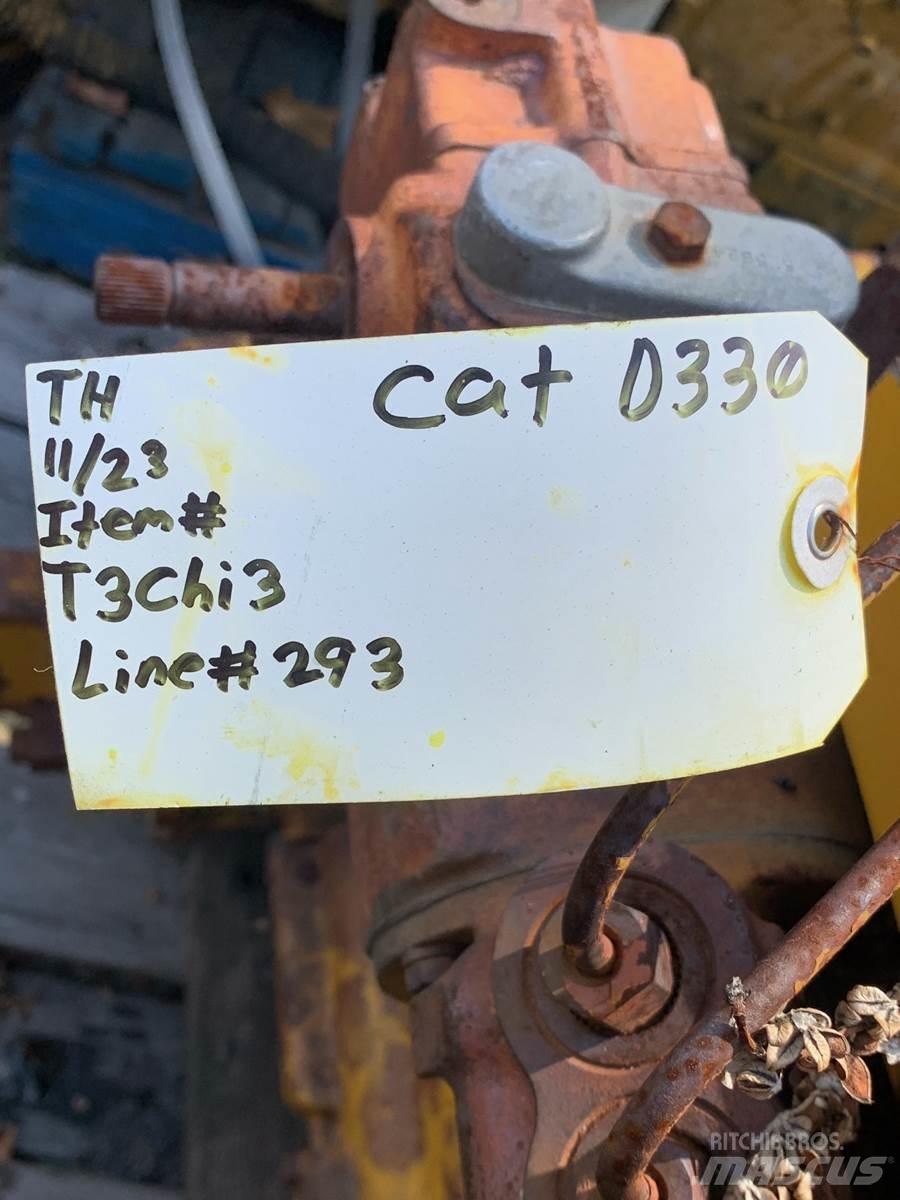 Cat D330
TH
11/23
Item#
T3Chi3
Line# 293
RITCHIE BROS.
MASCUS